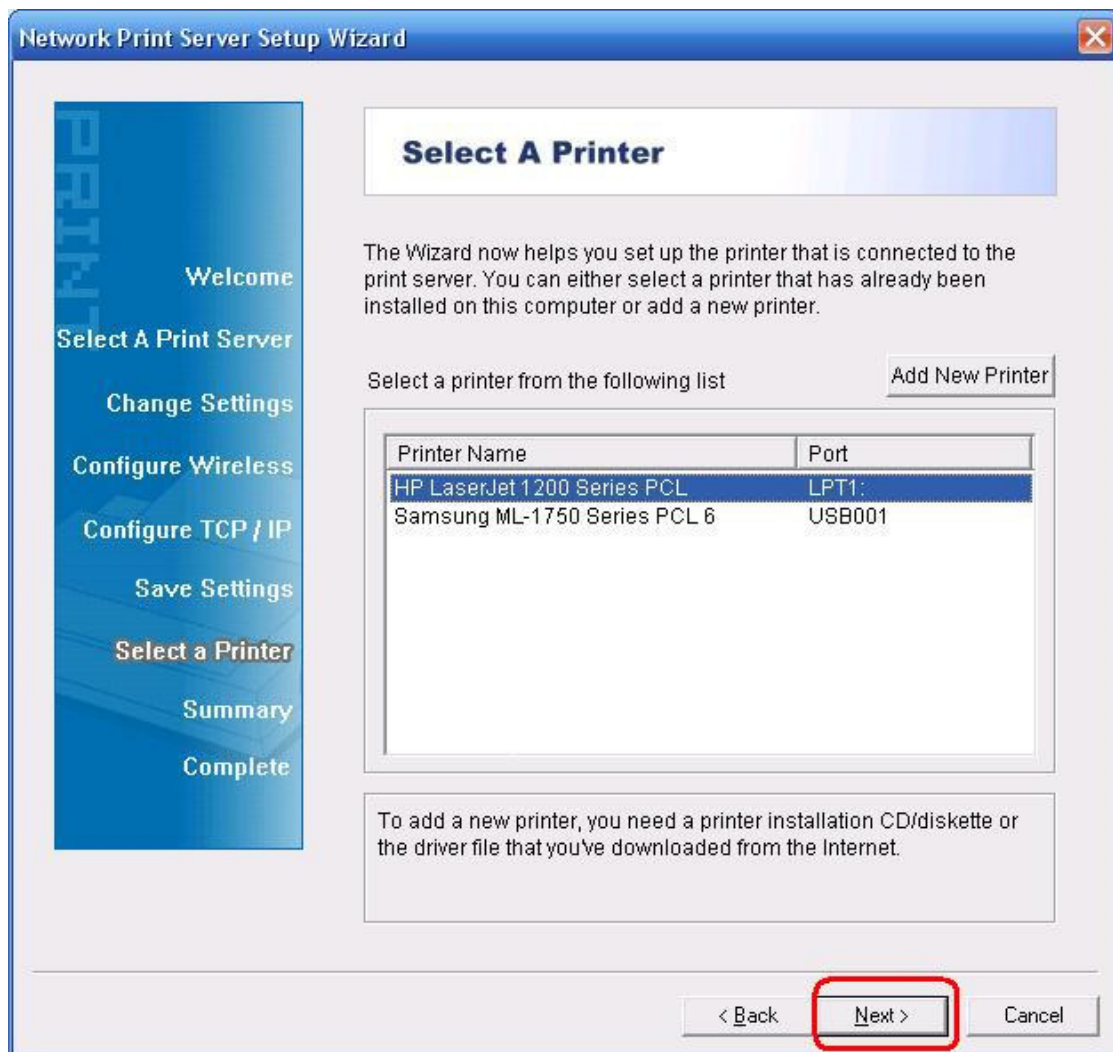 Network Print Server Setup Wizard
PRINT
Welcome
Select A Print Server
Change Settings
Configure Wireless
Configure TCP / IP
Save Settings
Select a Printer
Summary
Complete
Select A Printer
The Wizard now helps you set up the printer that is connected to the
print server. You can either select a printer that has already been
installed on this computer or add a new printer.
Select a printer from the following list
Add New Printer
Printer Name Port
HP LaserJet 1200 Series PCL LPT1:
Samsung ML-1750 Series PCL 6 USB001
To add a new printer, you need a printer installation CD/diskette or
the driver file that you've downloaded from the Internet.
< Back Next > Cancel